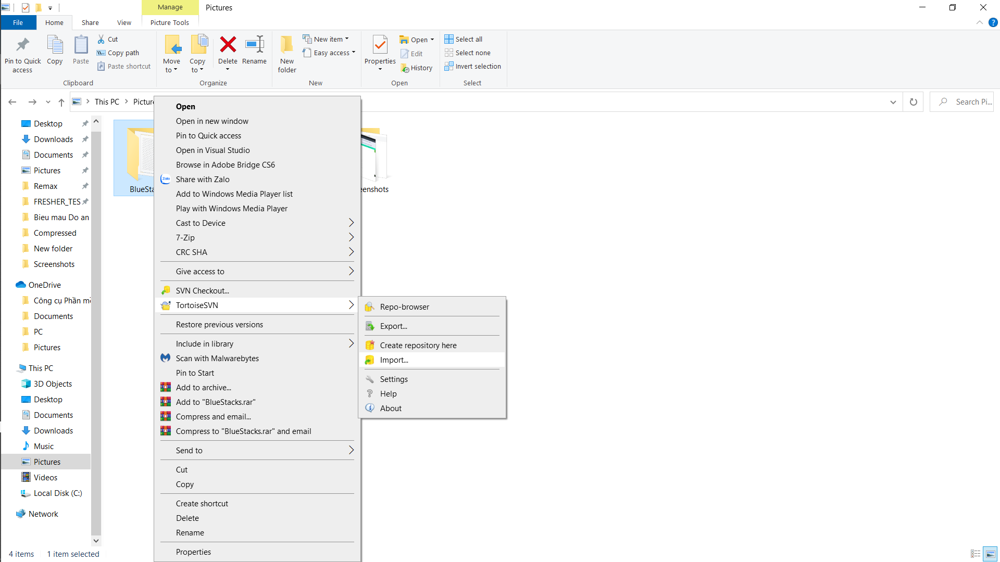 Manage
Pictures
File
Home
Share
View
Picture Tools
Pin to Quick access
Copy
Paste
Cut
Copy path
Paste shortcut
Clipboard
Move to
Copy to
Delete
Rename
Organize
New folder
New item
Easy access
New
Properties
Open
Edit
History
Open
Select all
Select none
Invert selection
Select
This PC
Search Pi...
Desktop
Downloads
Documents
Pictures
Remax
FRESHER_TES
Bieu mau Do an
Compressed
New folder
Screenshots
OneDrive
Công cụ Phần
Documents
PC
Pictures
This PC
3D Objects
Desktop
Documents
Downloads
Music
Pictures
Videos
Local Disk (C:)
Network
Open
Open in new window
Pin to Quick access
Open in Visual Studio
Browse in Adobe Bridge CS6
Zalo
Share with Zalo
Add to Windows Media Player list
Play with Windows Media Player
Cast to Device
7-Zip
CRC SHA
Give access to
SVN Checkout...
TortoiseSVN
Restore previous versions
Include in library
Scan with Malwarebytes
Pin to Start
Add to archive...
Add to "BlueStacks.rar"
Compress and email...
Compress to "BlueStacks.rar" and email
Send to
Cut
Copy
Create shortcut
Delete
Rename
Properties
Repo-browser
Export...
Create repository here
Import...
Settings
Help
About
4 items
1 item selected